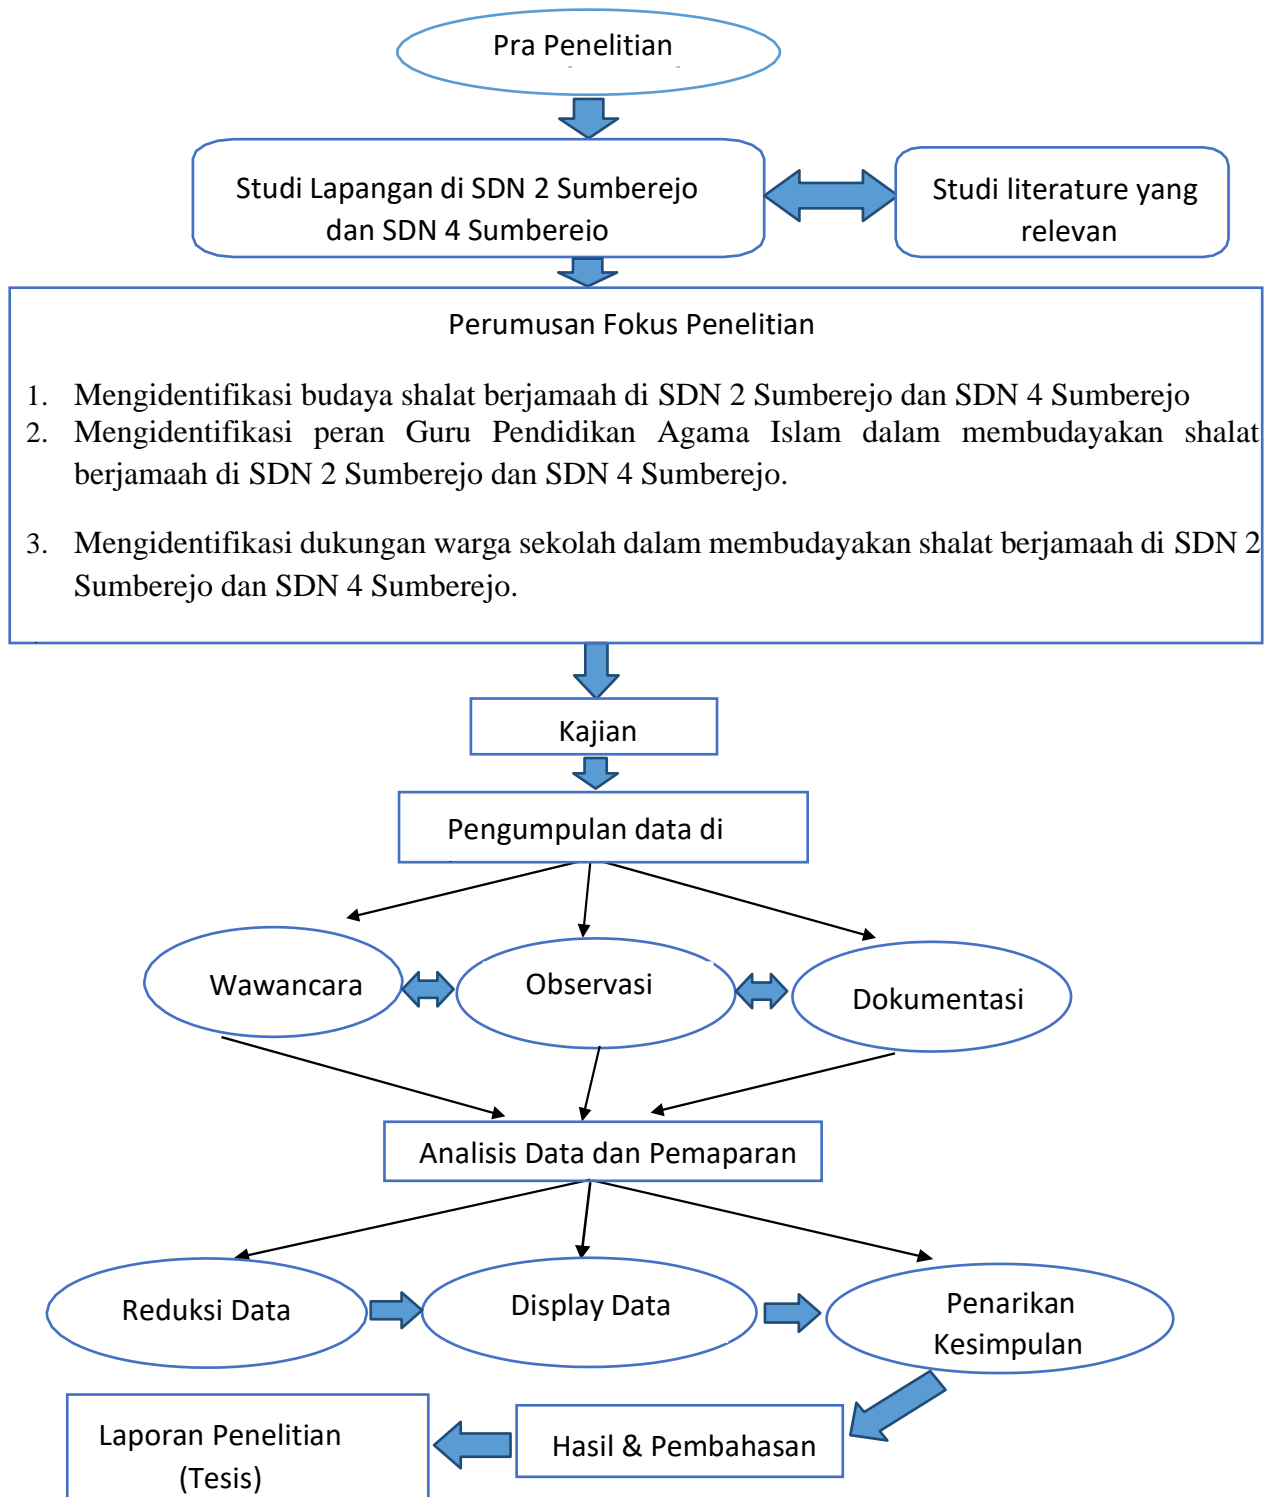 Pra Penelitian
Studi Lapangan di SDN 2 Sumberejo
dan SDN 4 Sumberejo
Studi literature yang
relevan
Perumusan Fokus Penelitian
1. Mengidentifikasi budaya shalat berjamaah di SDN 2 Sumberejo dan SDN 4 Sumberejo
2. Mengidentifikasi peran Guru Pendidikan Agama Islam dalam membudayakan shalat
berjamaah di SDN 2 Sumberejo dan SDN 4 Sumberejo.
3. Mengidentifikasi dukungan warga sekolah dalam membudayakan shalat berjamaah di SDN 2
Sumberejo dan SDN 4 Sumberejo.
Kajian
Pengumpulan data di
Wawancara
Observasi
Dokumentasi
Analisis Data dan Pemaparan
Reduksi Data
Display Data
Penarikan
Kesimpulan
Hasil & Pembahasan
Laporan Penelitian
(Tesis)